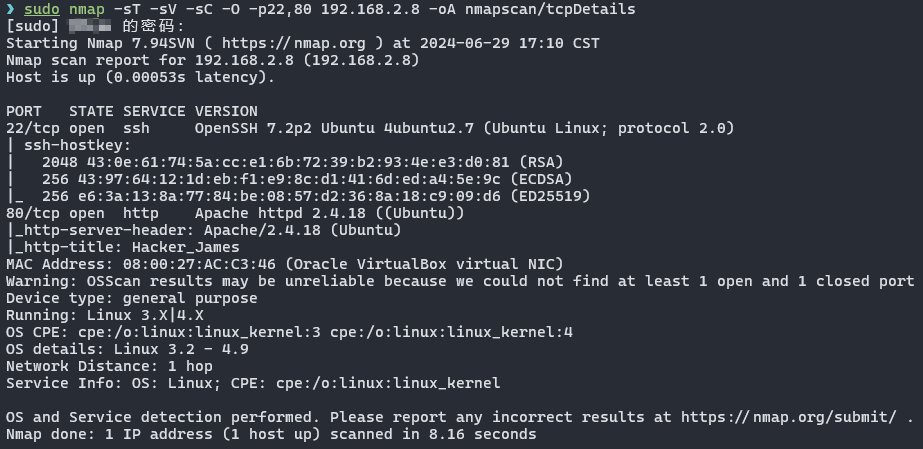 ❯ sudo nmap -sT -sV -sC -O -p22,80 192.168.2.8 -oA nmapscan/tcpDetails
[sudo] 的密码:
Starting Nmap 7.94SVN ( https://nmap.org ) at 2024-06-29 17:10 CST
Nmap scan report for 192.168.2.8 (192.168.2.8)
Host is up (0.00053s latency).
PORT   STATE SERVICE VERSION
22/tcp open  ssh     OpenSSH 7.2p2 Ubuntu 4ubuntu2.7 (Ubuntu Linux; protocol 2.0)
| ssh-hostkey:
|   2048 43:0e:61:74:5a:cc:e1:6b:72:39:b2:93:4e:e3:d0:81 (RSA)
|   256 43:97:64:12:1d:eb:f1:e9:8c:d1:41:6d:ed:a4:5e:9c (ECDSA)
|_  256 e6:3a:13:8a:77:84:be:08:57:d2:36:8a:18:c9:09:d6 (ED25519)
80/tcp open  http    Apache httpd 2.4.18 ((Ubuntu))
|_http-server-header: Apache/2.4.18 (Ubuntu)
|_http-title: Hacker_James
MAC Address: 08:00:27:AC:C3:46 (Oracle VirtualBox virtual NIC)
Warning: OSScan results may be unreliable because we could not find at least 1 open and 1 closed port
Device type: general purpose
Running: Linux 3.X|4.X
OS CPE: cpe:/o:linux:linux_kernel:3 cpe:/o:linux:linux_kernel:4
OS details: Linux 3.2 - 4.9
Network Distance: 1 hop
Service Info: OS: Linux; CPE: cpe:/o:linux:linux_kernel
OS and Service detection performed. Please report any incorrect results at https://nmap.org/submit/ .
Nmap done: 1 IP address (1 host up) scanned in 8.16 seconds